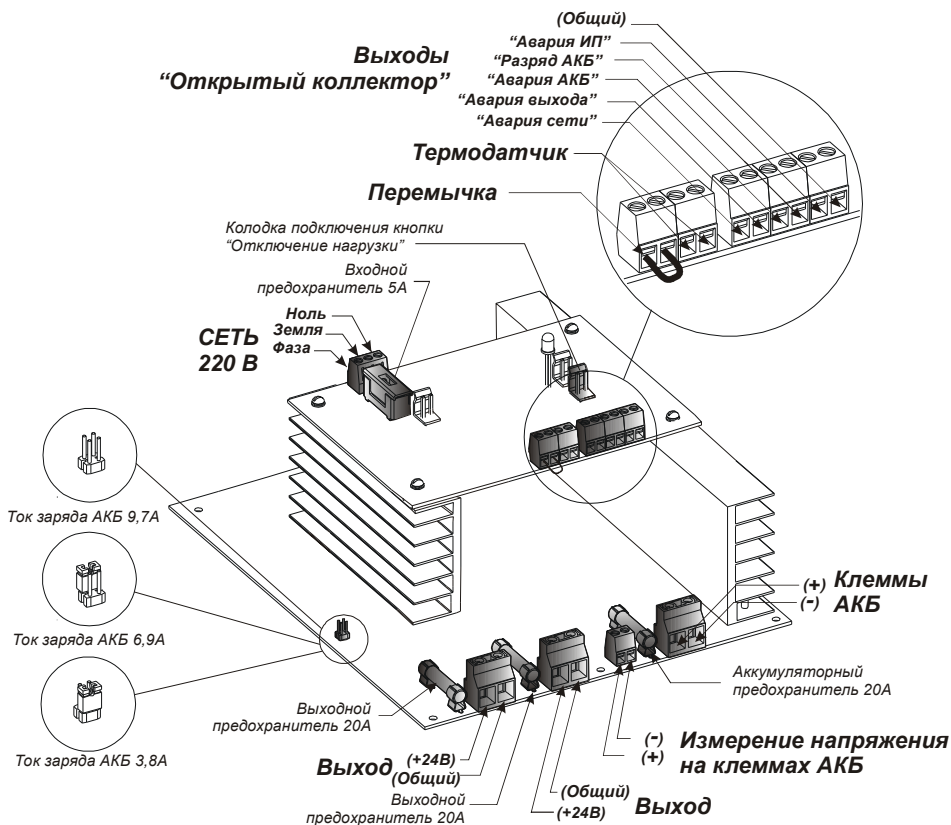 (Общий)
“Авария ИП”
Выходы
“Разряд АКБ”
“Открытый коллектор”
“Авария АКБ”
“Авария выхода”
“Авария сети”
Термодатчик
Перемычка
Колодка подключения кнопки
“Отключение нагрузки”
Входной
предохранитель 5А
Ноль
СЕТЬ
Земля
220 В
Фаза
Ток заряда АКБ 9,7А
Ток заряда АКБ 6,9А
Ток заряда АКБ 3,8А
(+) Клеммы
(-) АКБ
Аккумуляторный
предохранитель 20А
Выходной
предохранитель 20А
(-) Измерение напряжения
(+) на клеммах АКБ
Выход (+24В)
(Общий)
Выходной
предохранитель 20А
(Общий)
(+24В) Выход